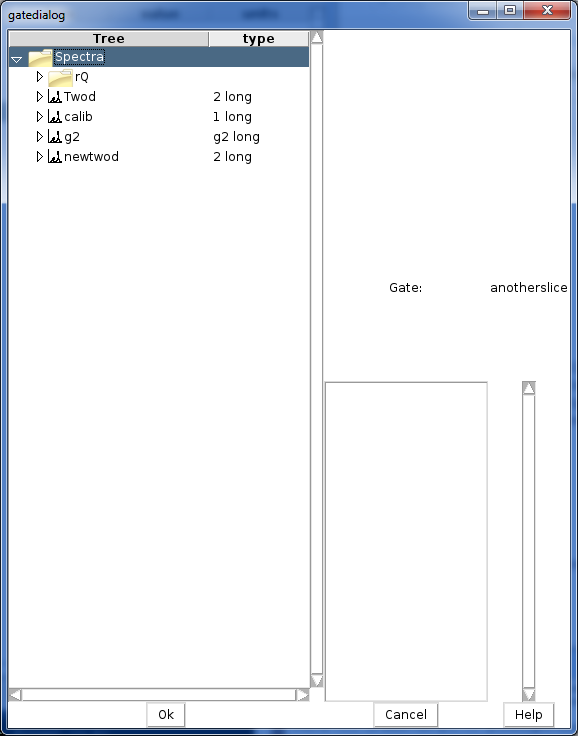 gatedialog
Tree type
Spectra
rQ
Twod 2 long
calib 1 long
g2 g2 long
newtwod 2 long
Gate: anotherslice
Ok Cancel Help